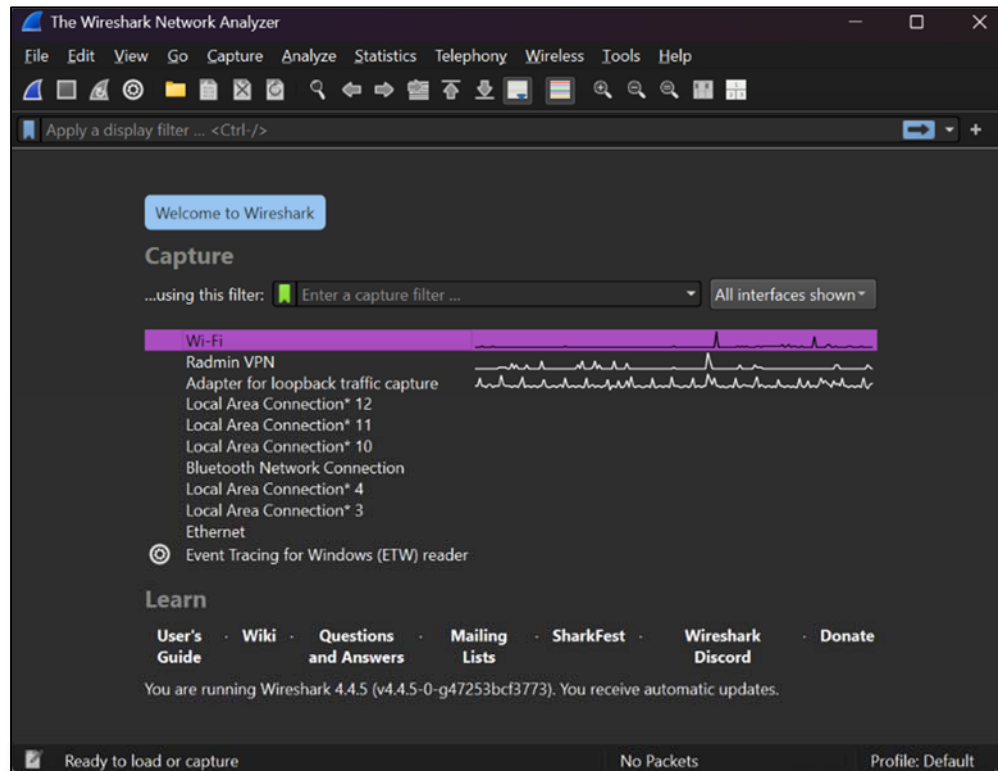 The Wireshark Network Analyzer
File Edit View Go Capture Analyze Statistics Telephony Wireless Tools Help
Apply a display filter ... <Ctrl-/>
Welcome to Wireshark
Capture
...using this filter: Enter a capture filter ... All interfaces shown
Wi-Fi
Radmin VPN
Adapter for loopback traffic capture
Local Area Connection* 12
Local Area Connection* 11
Local Area Connection* 10
Bluetooth Network Connection
Local Area Connection* 4
Local Area Connection* 3
Ethernet
Event Tracing for Windows (ETW) reader
Learn
User's Guide · Wiki · Questions and Answers · Mailing Lists · SharkFest · Wireshark Discord · Donate
You are running Wireshark 4.4.5 (v4.4.5-0-g47253bcf3773). You receive automatic updates.
Ready to load or capture No Packets Profile: Default